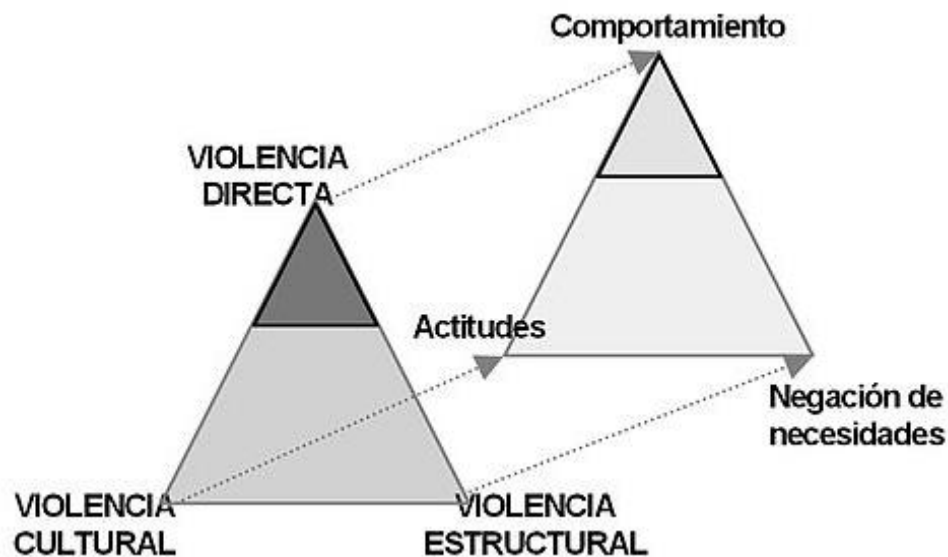 Comportamiento
VIOLENCIA
DIRECTA
Actitudes
Negación de
necesidades
VIOLENCIA
CULTURAL
VIOLENCIA
ESTRUCTURAL